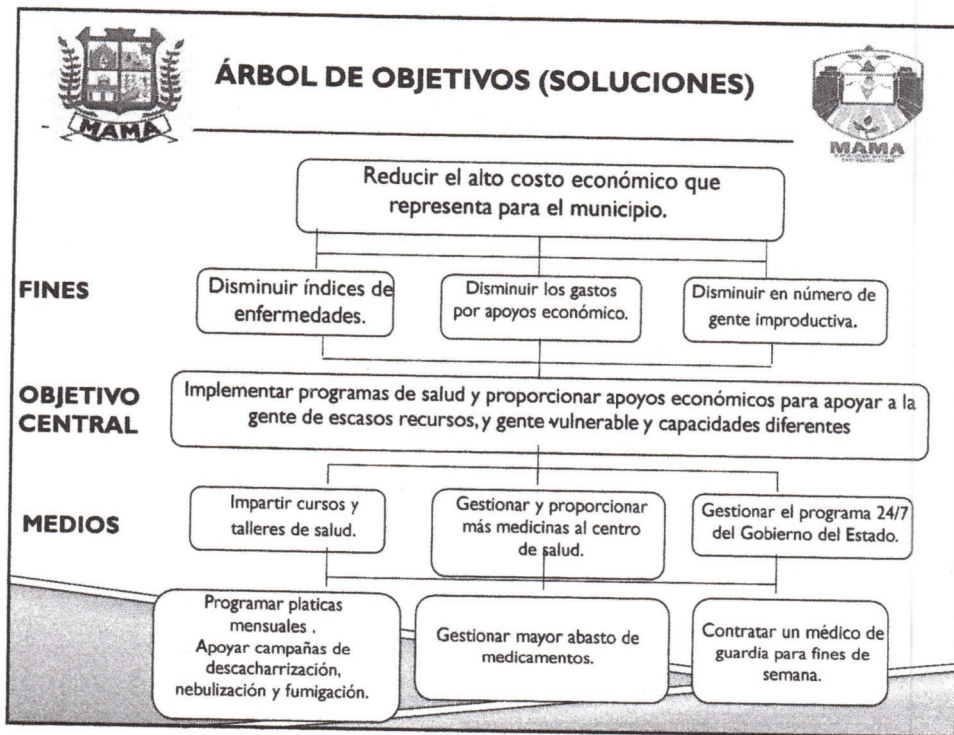 ÁRBOL DE OBJETIVOS (SOLUCIONES)
MAMA
MAMA
Reducir el alto costo económico que
representa para el municipio.
FINES
Disminuir índices de
enfermedades.
Disminuir los gastos
por apoyos económico.
Disminuir en número de
gente improductiva.
OBJETIVO
CENTRAL
Implementar programas de salud y proporcionar apoyos económicos para apoyar a la
gente de escasos recursos, y gente vulnerable y capacidades diferentes
MEDIOS
Impartir cursos y
talleres de salud.
Gestionar y proporcionar
más medicinas al centro
de salud.
Gestionar el programa 24/7
del Gobierno del Estado.
Programar platicas
mensuales .
Apoyar campañas de
descacharrización,
nebulización y fumigación.
Gestionar mayor abasto de
medicamentos.
Contratar un médico de
guardia para fines de
semana.